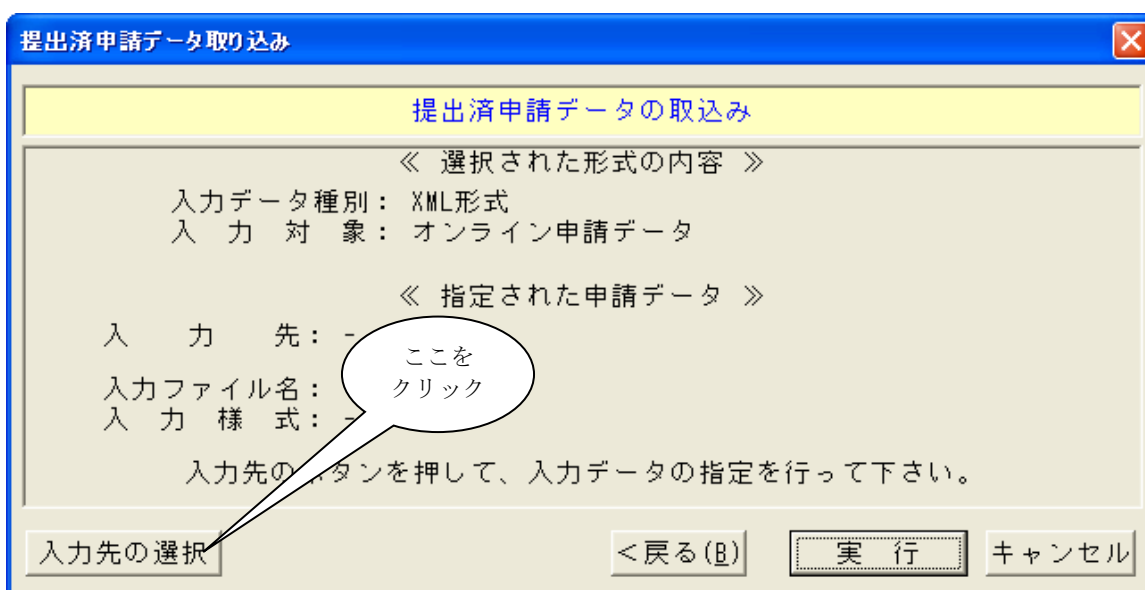 提出済申請データ取り込み
提出済申請データの取込み
≪ 選択された形式の内容 ≫
入力データ種別： XML形式
入 力 対 象： オンライン申請データ
≪ 指定された申請データ ≫
入 力 先： -
ここを
クリック
入力ファイル名：
入 力 様 式： -
入力先のボタンを押して、入力データの指定を行って下さい。
入力先の選択 <戻る(B) 実 行 キャンセル